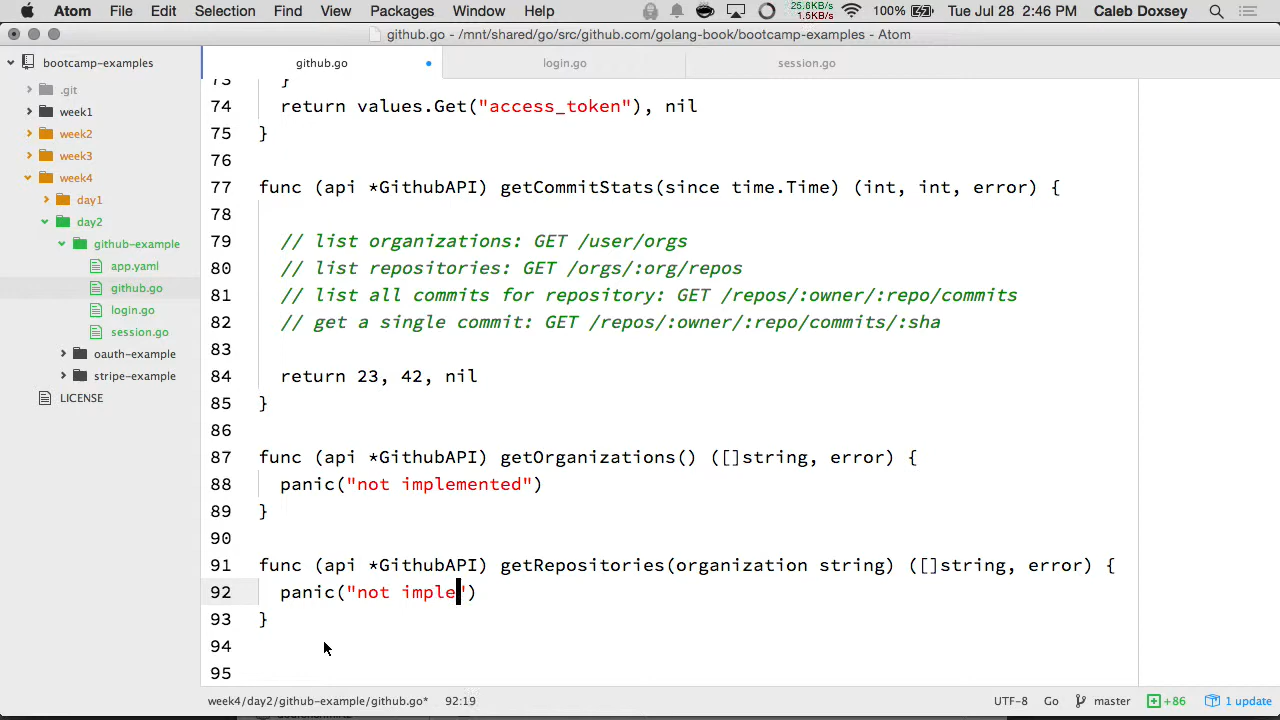 Atom File Edit Selection Find View Packages Window Help 25.8KB/s 1.5KB/s 100% Tue Jul 28 2:46 PM Caleb Doxsey
github.go - /mnt/shared/go/src/github.com/golang-book/bootcamp-examples - Atom
bootcamp-examples
.git
week1
week2
week3
week4
day1
day2
github-example
app.yaml
github.go
login.go
session.go
oauth-example
stripe-example
LICENSE
github.go login.go session.go
73 }
74 return values.Get("access_token"), nil
75 }
76
77 func (api *GithubAPI) getCommitStats(since time.Time) (int, int, error) {
78
79 // list organizations: GET /user/orgs
80 // list repositories: GET /orgs/:org/repos
81 // list all commits for repository: GET /repos/:owner/:repo/commits
82 // get a single commit: GET /repos/:owner/:repo/commits/:sha
83
84 return 23, 42, nil
85 }
86
87 func (api *GithubAPI) getOrganizations() ([]string, error) {
88 panic("not implemented")
89 }
90
91 func (api *GithubAPI) getRepositories(organization string) ([]string, error) {
92 panic("not imple")
93 }
94
95
week4/day2/github-example/github.go* 92:19 UTF-8 Go master +86 1 update